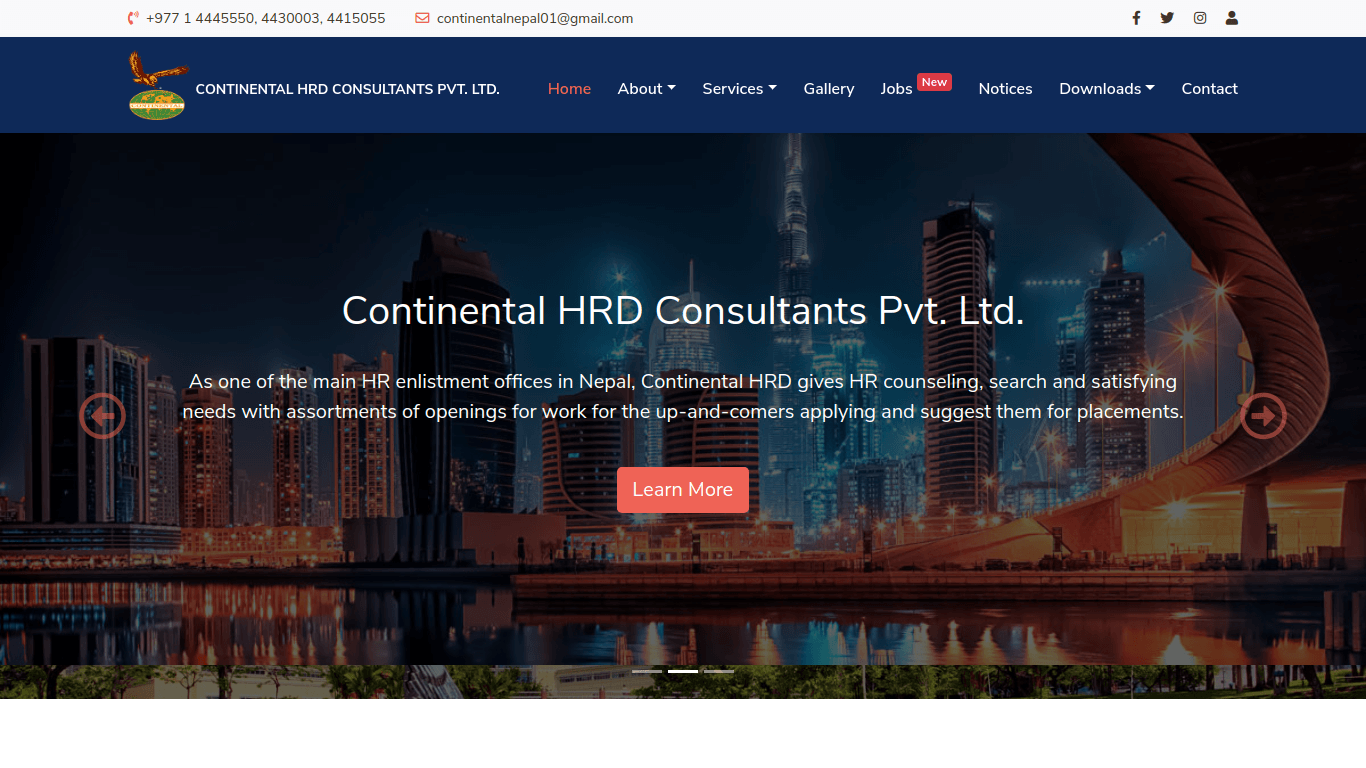 +977 1 4445550, 4430003, 4415055
continentalnepal01@gmail.com
CONTINENTAL
CONTINENTAL HRD CONSULTANTS PVT. LTD.
Home
About
Services
Gallery
Jobs
New
Notices
Downloads
Contact
Continental HRD Consultants Pvt. Ltd.
As one of the main HR enlistment offices in Nepal, Continental HRD gives HR counseling, search and satisfying
needs with assortments of openings for work for the up-and-comers applying and suggest them for placements.
Learn More